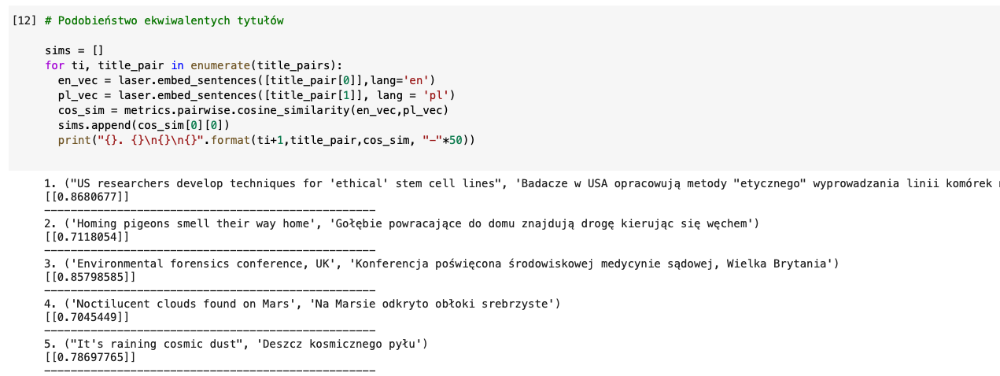 [12] # Podobieństwo ekwiwalentych tytułów
sims = []
for ti, title_pair in enumerate(title_pairs):
  en_vec = laser.embed_sentences([title_pair[0]],lang='en')
  pl_vec = laser.embed_sentences([title_pair[1]], lang = 'pl')
  cos_sim = metrics.pairwise.cosine_similarity(en_vec,pl_vec)
  sims.append(cos_sim[0][0])
  print("{}. {}\n{}\n{}".format(ti+1,title_pair,cos_sim, "-"*50))
1. ("US researchers develop techniques for 'ethical' stem cell lines", 'Badacze w USA opracowują metody "etycznego" wyprowadzania linii komórek
[[0.8680677]]
--------------------------------------------------
2. ('Homing pigeons smell their way home', 'Gołębie powracające do domu znajdują drogę kierując się węchem')
[[0.7118054]]
--------------------------------------------------
3. ('Environmental forensics conference, UK', 'Konferencja poświęcona środowiskowej medycynie sądowej, Wielka Brytania')
[[0.85798585]]
--------------------------------------------------
4. ('Noctilucent clouds found on Mars', 'Na Marsie odkryto obłoki srebrzyste')
[[0.7045449]]
--------------------------------------------------
5. ("It's raining cosmic dust", 'Deszcz kosmicznego pyłu')
[[0.78697765]]
--------------------------------------------------